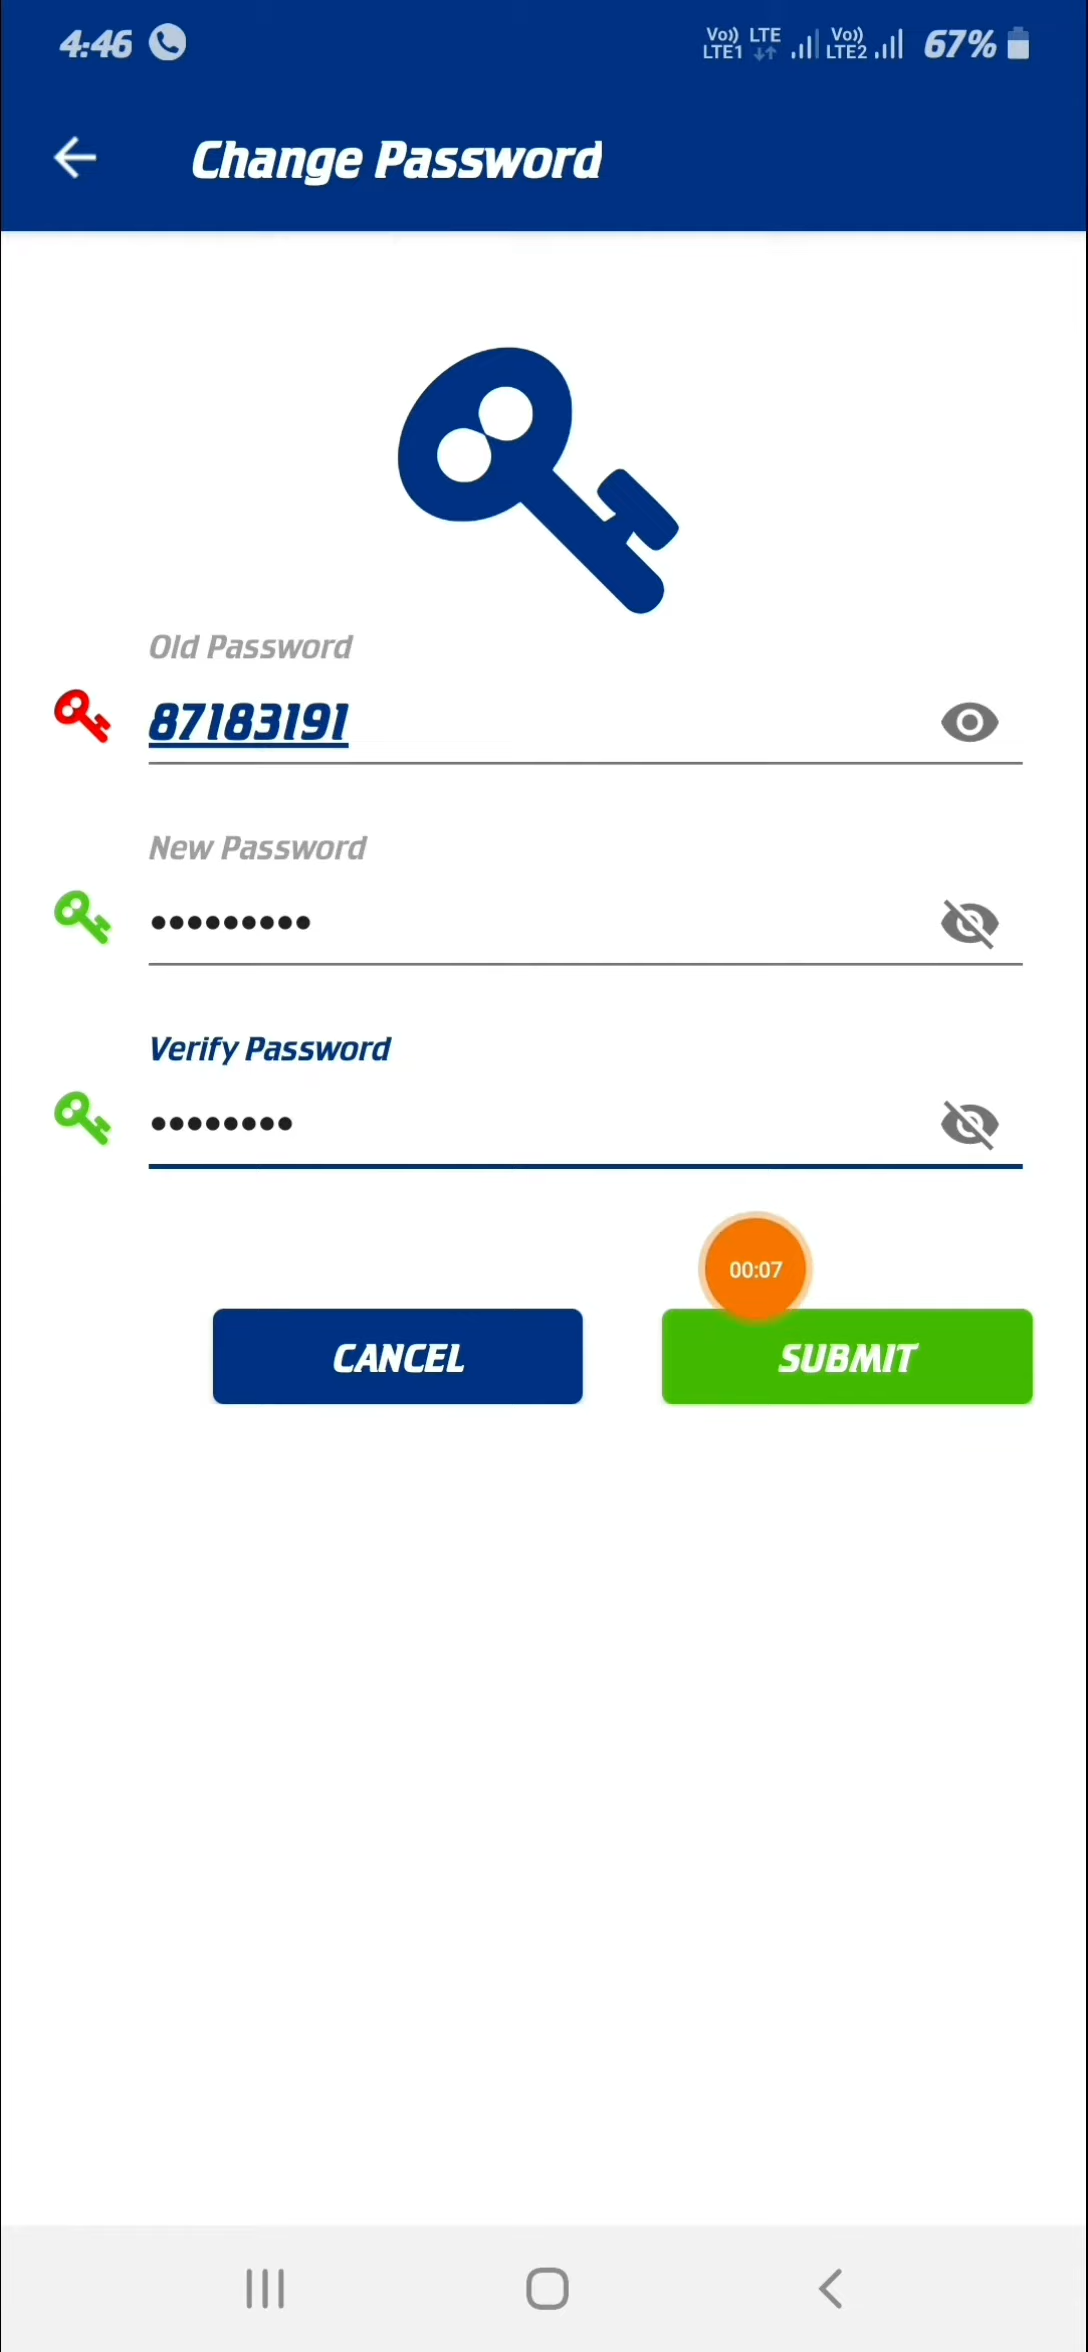 4:46 Vo)) LTE Vo)) 67%
LTE1 LTE2
Change Password
Old Password
87183191
New Password
•••••••••
Verify Password
••••••••
00:07
CANCEL SUBMIT